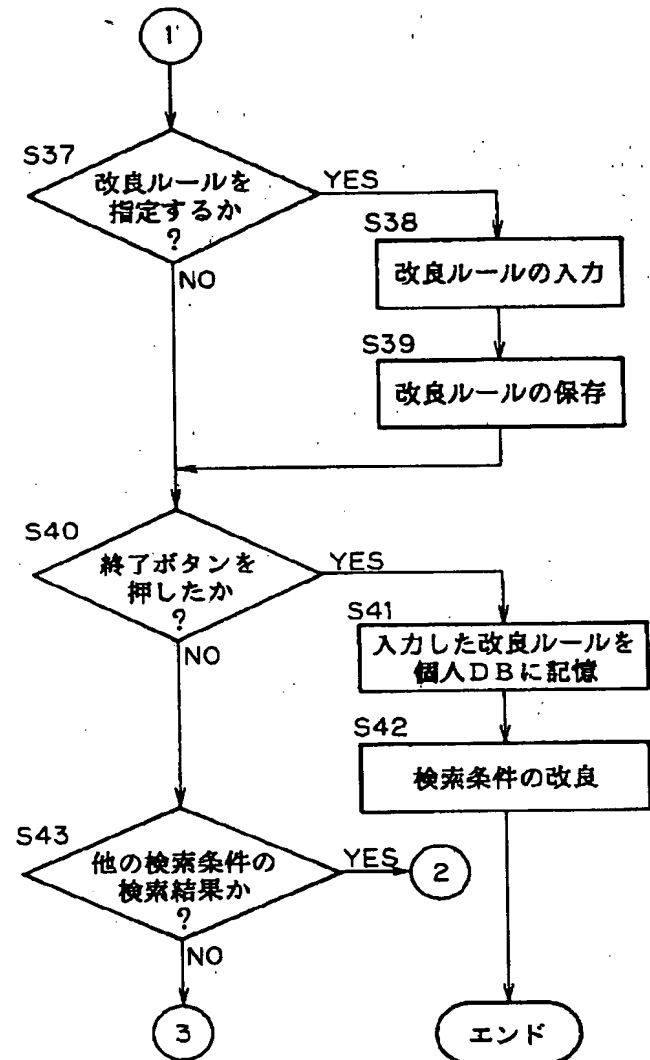 1
S37
改良ルールを
指定するか
?
YES
NO
S38
改良ルールの入力
S39
改良ルールの保存
S40
終了ボタンを
押したか
?
YES
NO
S41
入力した改良ルールを
個人DBに記憶
S42
検索条件の改良
S43
他の検索条件の
検索結果か
?
YES
2
NO
3
エンド